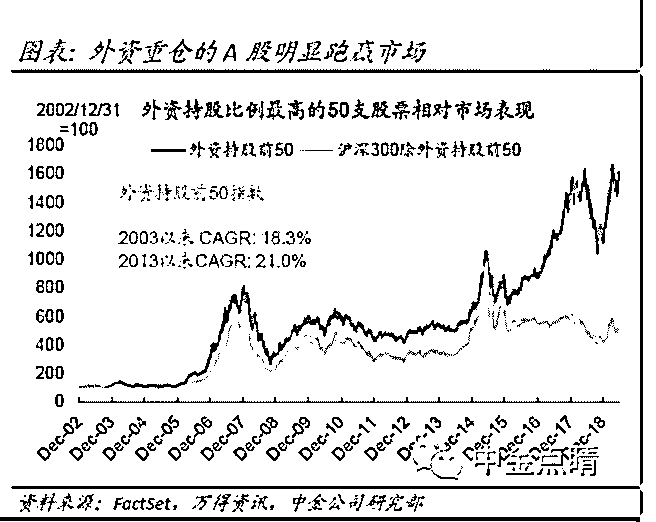 图表：外资重仓的A股明显跑赢市场
2002/12/31
=100
外资持股比例最高的50支股票相对市场表现
外资持股前50
沪深300除外资持股前50
外资持股前50指数
2003以来 CAGR: 18.3%
2013以来CAGR: 21.0%
1800
1600
1400
1200
1000
800
600
400
200
0
Dec-02
Dec-03
Dec-04
Dec-05
Dec-06
Dec-07
Dec-08
Dec-09
Dec-10
Dec-11
Dec-12
Dec-13
Dec-14
Dec-15
Dec-16
Dec-17
Dec-18
中金点睛
资料来源：FactSet，万得资讯，中金公司研究部